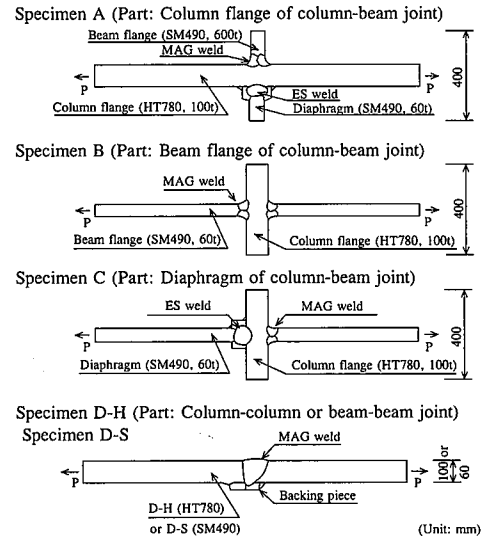 Specimen A (Part: Column flange of column-beam joint)
Beam flange (SM490, 600t)
MAG weld
P
P
400
ES weld
Column flange (HT780, 100t)
Diaphragm (SM490, 60t)
Specimen B (Part: Beam flange of column-beam joint)
MAG weld
P
P
400
Beam flange (SM490, 60t)
Column flange (HT780, 100t)
Specimen C (Part: Diaphragm of column-beam joint)
ES weld
MAG weld
P
P
400
Diaphragm (SM490, 60t)
Column flange (HT780, 100t)
Specimen D-H (Part: Column-column or beam-beam joint)
Specimen D-S
MAG weld
P
P
100 or
60
Backing piece
D-H (HT780)
or D-S (SM490)
(Unit: mm)